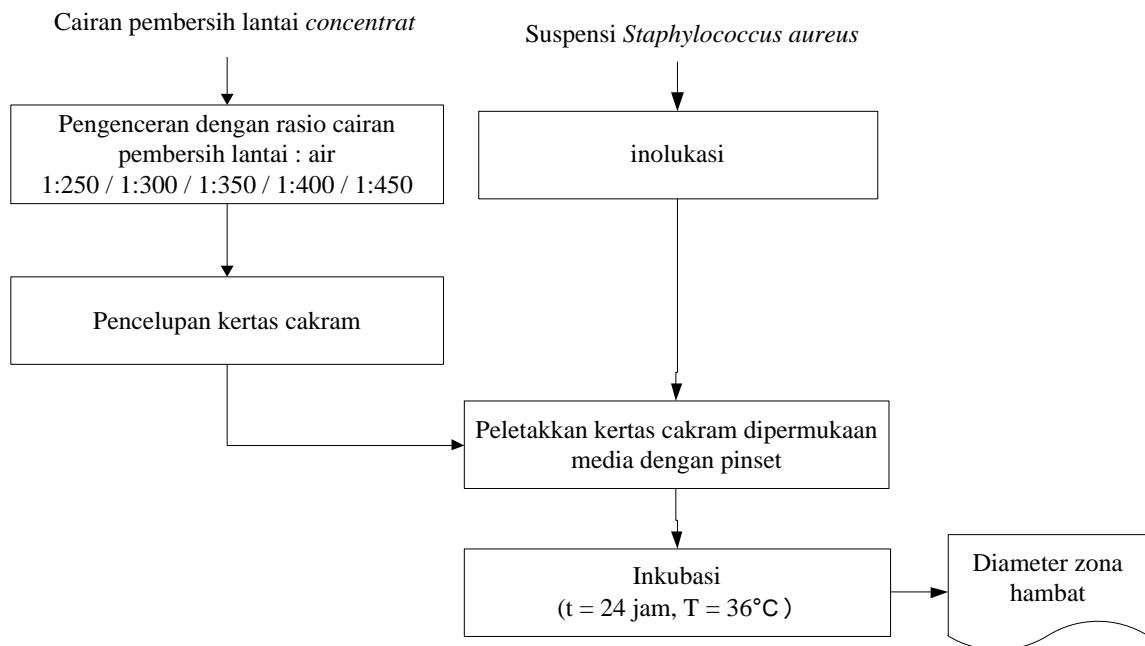 Cairan pembersih lantai concentrat
Suspensi Staphylococcus aureus
Pengenceran dengan rasio cairan
pembersih lantai : air
1:250 / 1:300 / 1:350 / 1:400 / 1:450
inolukasi
Pencelupan kertas cakram
Peletakkan kertas cakram dipermukaan
media dengan pinset
Inkubasi
(t = 24 jam, T = 36°C )
Diameter zona
hambat